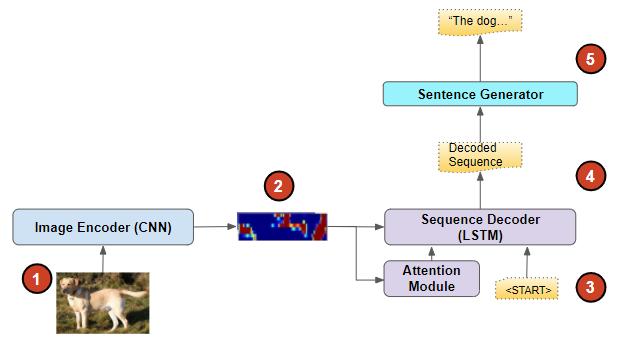 “The dog…”
5
Sentence Generator
Decoded
Sequence
4
2
Image Encoder (CNN)
Sequence Decoder
(LSTM)
1
Attention
Module
<START>
3